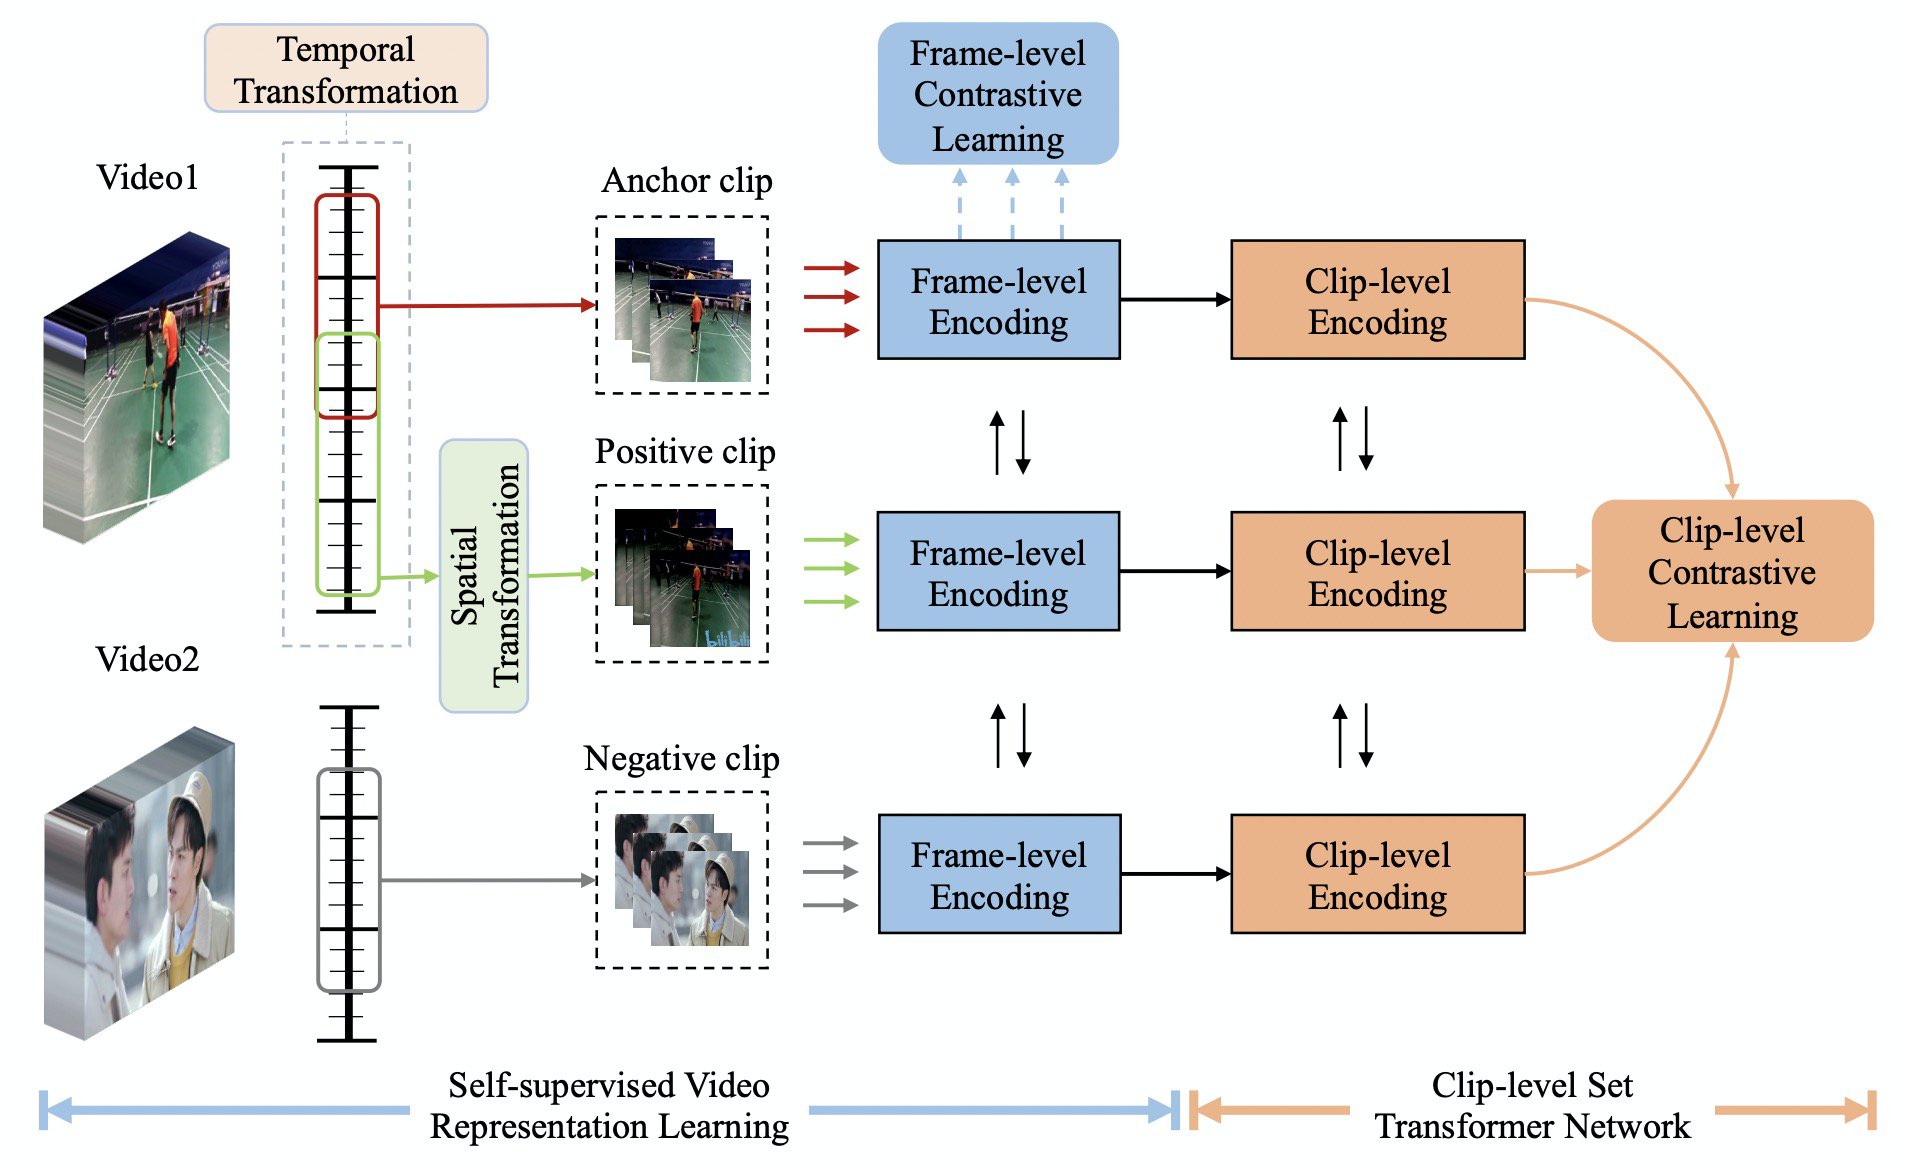 Temporal
Transformation
Frame-level
Contrastive
Learning
Video1
Anchor clip
Frame-level
Encoding
Clip-level
Encoding
Positive clip
Spatial
Transformation
bilibili
Frame-level
Encoding
Clip-level
Encoding
Clip-level
Contrastive
Learning
Video2
Negative clip
Frame-level
Encoding
Clip-level
Encoding
Self-supervised Video
Representation Learning
Clip-level Set
Transformer Network